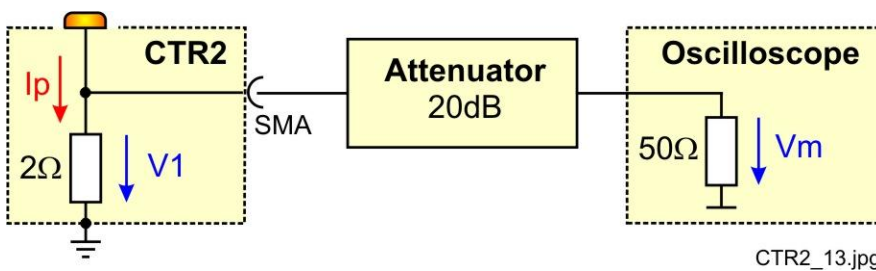 CTR2
Ip
2Ω
V1
SMA
Attenuator
20dB
Oscilloscope
50Ω
Vm
CTR2_13.jpg